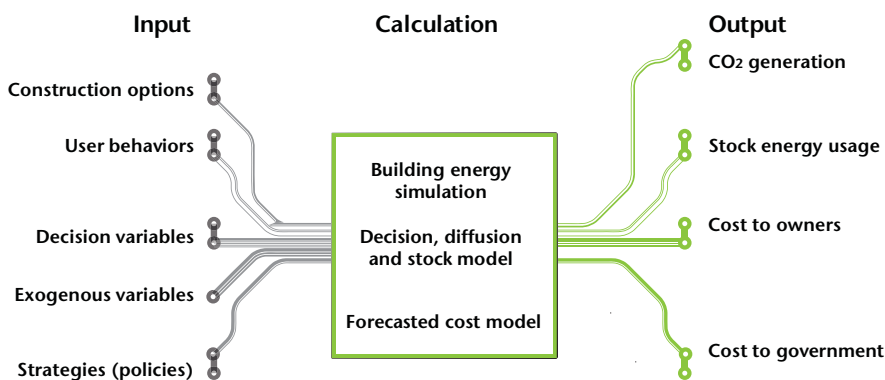 Input
Calculation
Output
Construction options
User behaviors
Decision variables
Exogenous variables
Strategies (policies)
Building energy
simulation
Decision, diffusion
and stock model
Forecasted cost model
CO2 generation
Stock energy usage
Cost to owners
Cost to government